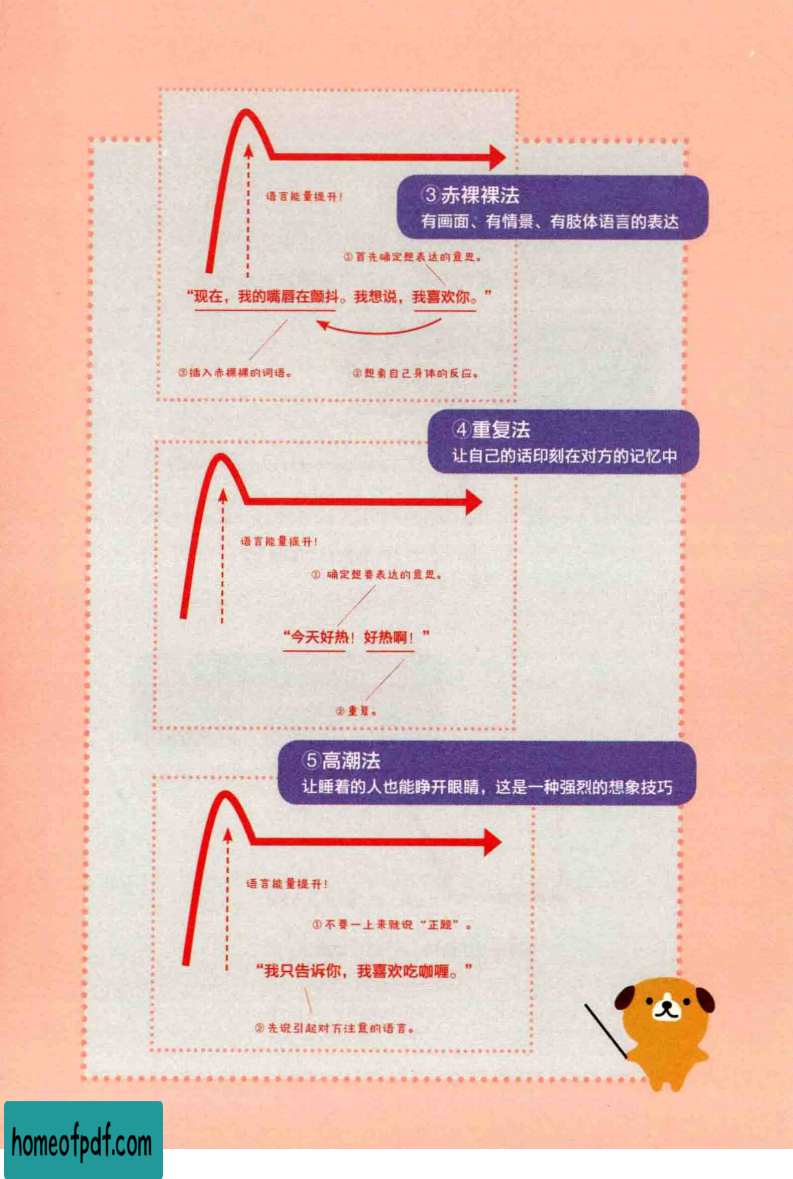 语言能量提升!
③赤裸裸法
有画面、有情景、有肢体语言的表达
①首先确定想表达的意思。
“现在，我的嘴唇在颤抖。我想说，我喜欢你。”
③插入赤裸裸的词语。
②想象自己身体的反应。
④重复法
让自己的话印刻在对方的记忆中
语言能量提升!
① 确定想要表达的意思。
“今天好热！好热啊！”
②重复。
⑤高潮法
让睡着的人也能睁开眼睛，这是一种强烈的想象技巧
语言能量提升!
①不要一上来就说“正题”。
“我只告诉你，我喜欢吃咖喱。”
②先说引起对方注意的语言。
homeofpdf.com